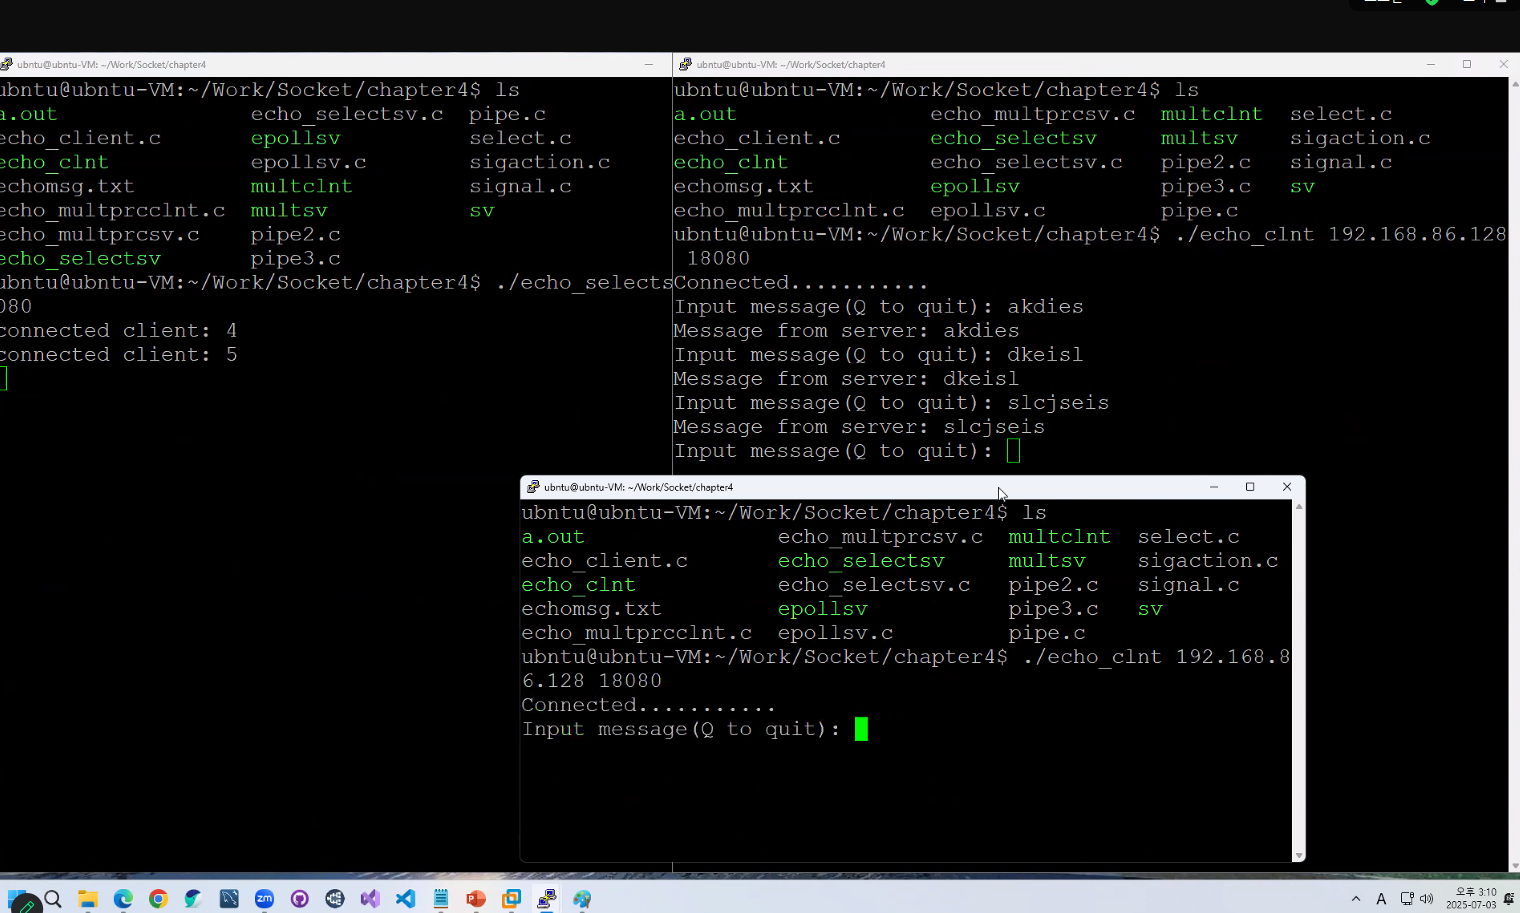 ubntu@ubntu-VM: ~/Work/Socket/chapter4
ubntu@ubntu-VM:~/Work/Socket/chapter4$ ls
a.out echo_selectsv.c pipe.c
echo_client.c epollsv select.c
echo_clnt epollsv.c sigaction.c
echomsg.txt multclnt signal.c
echo_multprcclnt.c multsv sv
echo_multprcsv.c pipe2.c
echo_selectsv pipe3.c
ubntu@ubntu-VM:~/Work/Socket/chapter4$ ./echo_selects
080
connected client: 4
connected client: 5
ubntu@ubntu-VM: ~/Work/Socket/chapter4
ubntu@ubntu-VM:~/Work/Socket/chapter4$ ls
a.out echo_multprcsv.c multclnt select.c
echo_client.c echo_selectsv multsv sigaction.c
echo_clnt echo_selectsv.c pipe2.c signal.c
echomsg.txt epollsv pipe3.c sv
echo_multprcclnt.c epollsv.c pipe.c
ubntu@ubntu-VM:~/Work/Socket/chapter4$ ./echo_clnt 192.168.86.128
18080
Connected...........
Input message(Q to quit): akdies
Message from server: akdies
Input message(Q to quit): dkeisl
Message from server: dkeisl
Input message(Q to quit): slcjseis
Message from server: slcjseis
Input message(Q to quit):
ubntu@ubntu-VM: ~/Work/Socket/chapter4
ubntu@ubntu-VM:~/Work/Socket/chapter4$ ls
a.out echo_multprcsv.c multclnt select.c
echo_client.c echo_selectsv multsv sigaction.c
echo_clnt echo_selectsv.c pipe2.c signal.c
echomsg.txt epollsv pipe3.c sv
echo_multprcclnt.c epollsv.c pipe.c
ubntu@ubntu-VM:~/Work/Socket/chapter4$ ./echo_clnt 192.168.8
6.128 18080
Connected...........
Input message(Q to quit):
zm
A
오후 3:10
2025-07-03